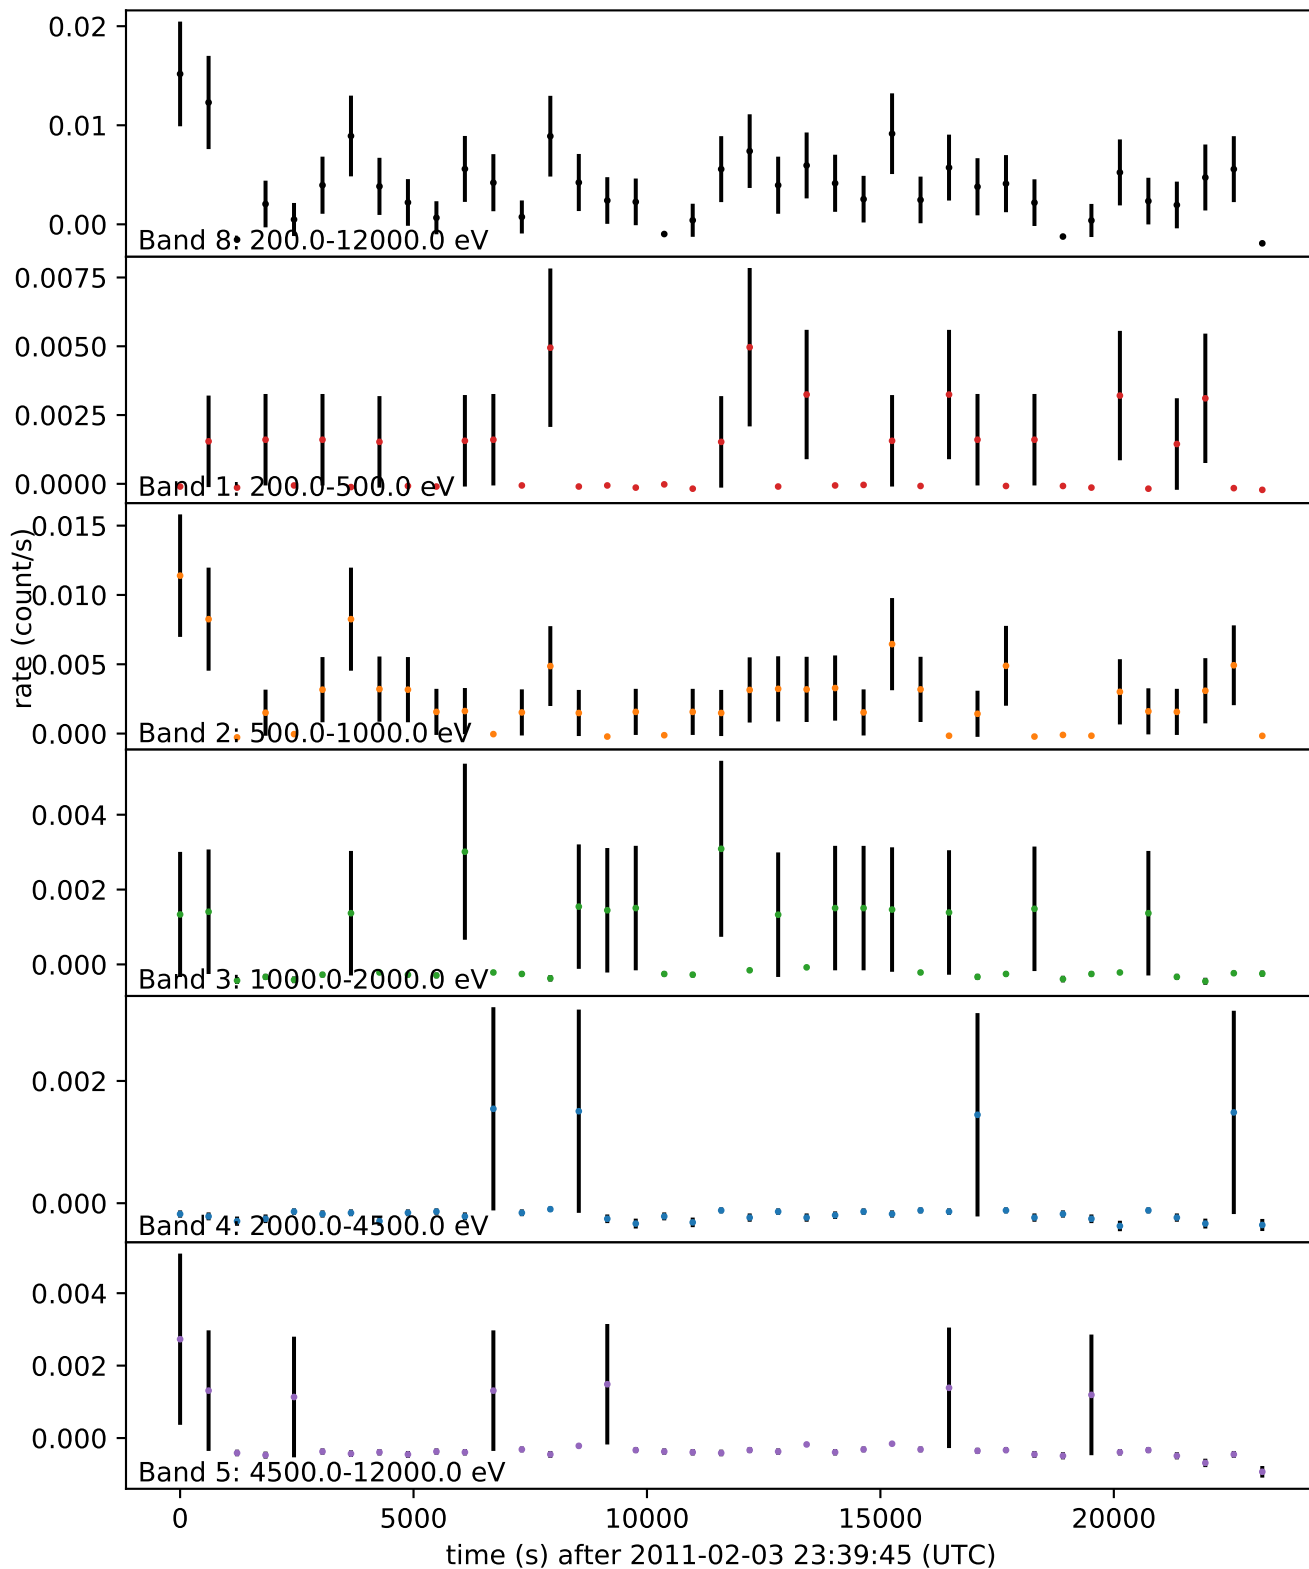 0.02
0.01
0.00
Band 8: 200.0-12000.0 eV
0.0075
0.0050
0.0025
0.0000
Band 1: 200.0-500.0 eV
rate (count/s)
0.015
0.010
0.005
0.000
Band 2: 500.0-1000.0 eV
0.004
0.002
0.000
Band 3: 1000.0-2000.0 eV
0.002
0.000
Band 4: 2000.0-4500.0 eV
0.004
0.002
0.000
Band 5: 4500.0-12000.0 eV
0 5000 10000 15000 20000
time (s) after 2011-02-03 23:39:45 (UTC)